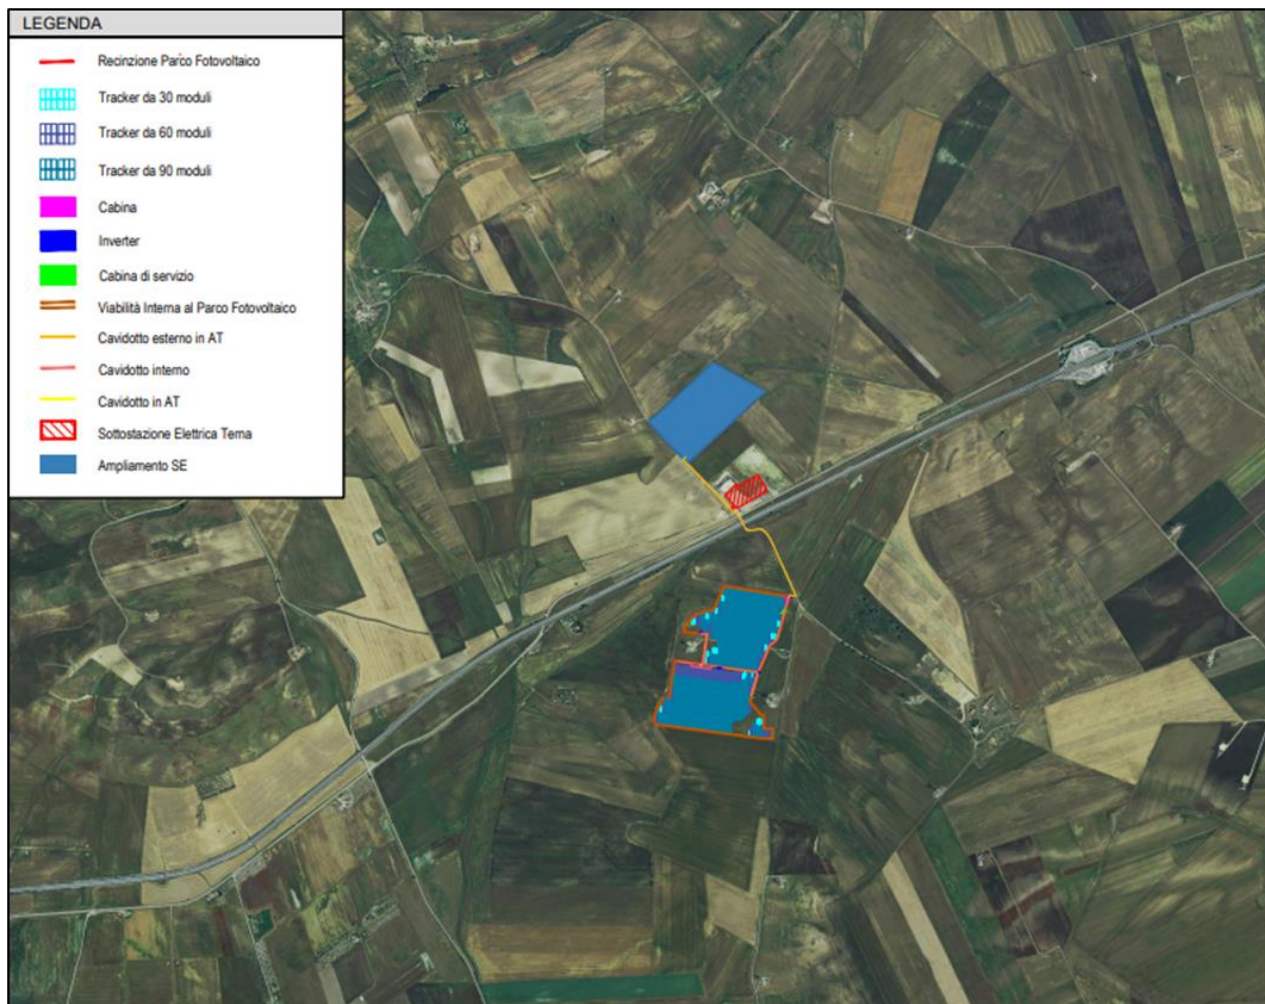 LEGENDA
Recinzione Parco Fotovoltaico
Tracker da 30 moduli
Tracker da 60 moduli
Tracker da 90 moduli
Cabina
Inverter
Cabina di servizio
Viabilità Interna al Parco Fotovoltaico
Cavidotto esterno in AT
Cavidotto interno
Cavidotto in AT
Sottostazione Elettrica Terna
Ampliamento SE